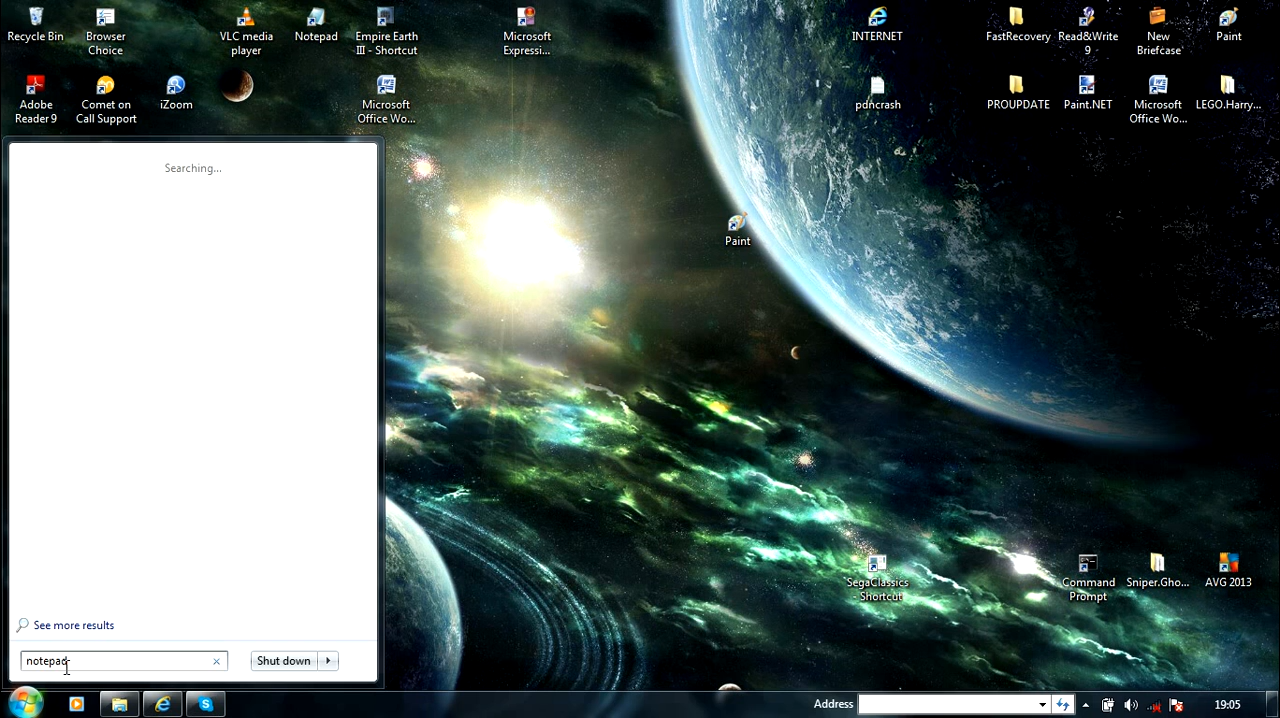 Recycle Bin
Browser
Choice
VLC media
player
Notepad
Empire Earth
III - Shortcut
Microsoft
Expressi...
INTERNET
FastRecovery
Read&Write
9
New
Briefcase
Paint
Adobe
Reader 9
Comet on
Call Support
iZoom
Microsoft
Office Wo...
pdncrash
PROUPDATE
Paint.NET
Microsoft
Office Wo...
LEGO.Harry...
Searching...
Paint
SegaClassics
- Shortcut
Command
Prompt
Sniper.Gho...
AVG 2013
See more results
notepad
Shut down
Address
19:05